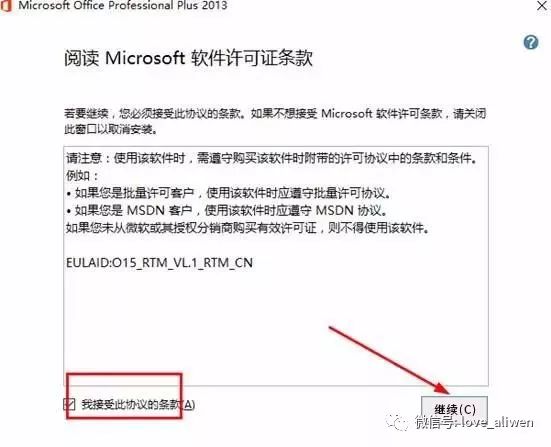 Microsoft Office Professional Plus 2013
阅读 Microsoft 软件许可证条款
若要继续，您必须接受此协议的条款。如果不想接受 Microsoft 软件许可条款，请关闭
此窗口以取消安装。
请注意：使用该软件时，需遵守购买该软件时附带的许可协议中的条款和条件。
例如：
• 如果您是批量许可客户，使用该软件时应遵守批量许可协议。
• 如果您是 MSDN 客户，使用该软件时应遵守 MSDN 协议。
如果您未从微软或其授权分销商购买有效许可证，则不得使用该软件。
EULAID:O15_RTM_VL.1_RTM_CN
我接受此协议的条款(A)
继续(C)
微信号: love_aliwen